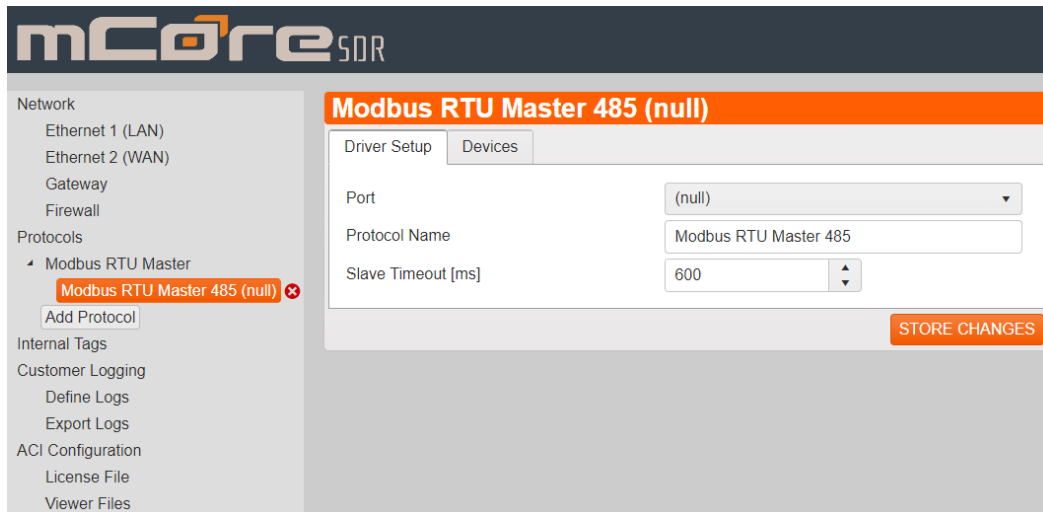 mCore SDR
Network
Ethernet 1 (LAN)
Ethernet 2 (WAN)
Gateway
Firewall
Protocols
Modbus RTU Master
Modbus RTU Master 485 (null)
Add Protocol
Internal Tags
Customer Logging
Define Logs
Export Logs
ACI Configuration
License File
Viewer Files
Modbus RTU Master 485 (null)
Driver Setup Devices
Port (null)
Protocol Name Modbus RTU Master 485
Slave Timeout [ms] 600
STORE CHANGES